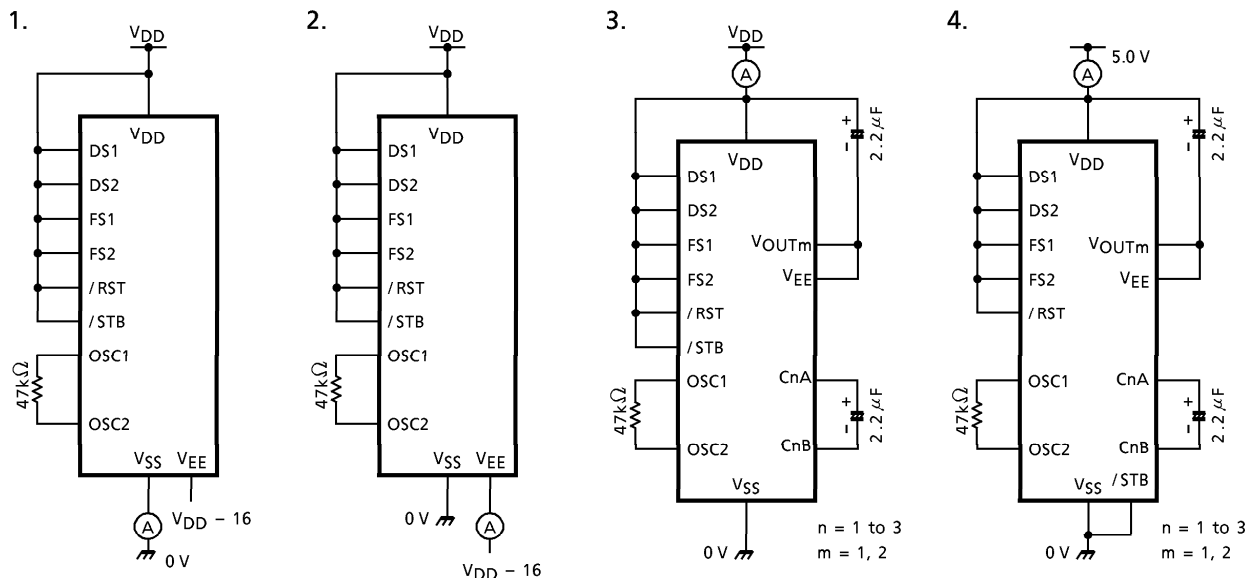 1.
VDD
VDD
DS1
DS2
FS1
FS2
/RST
/STB
OSC1
47kΩ
OSC2
VSS VEE
A
VDD – 16
0 V
2.
VDD
VDD
DS1
DS2
FS1
FS2
/RST
/STB
OSC1
47kΩ
OSC2
VSS VEE
0 V
A
VDD – 16
3.
VDD
A
+
–
2.2 μF
VDD
DS1
DS2
FS1
VOUTm
FS2
VEE
/RST
/STB
OSC1
CnA
47kΩ
+
–
2.2 μF
OSC2
CnB
VSS
0 V
n = 1 to 3
m = 1, 2
4.
5.0 V
A
+
–
2.2 μF
VDD
DS1
DS2
FS1
VOUTm
FS2
VEE
/RST
OSC1
CnA
47kΩ
+
–
2.2 μF
OSC2
CnB
/STB
VSS
0 V
n = 1 to 3
m = 1, 2